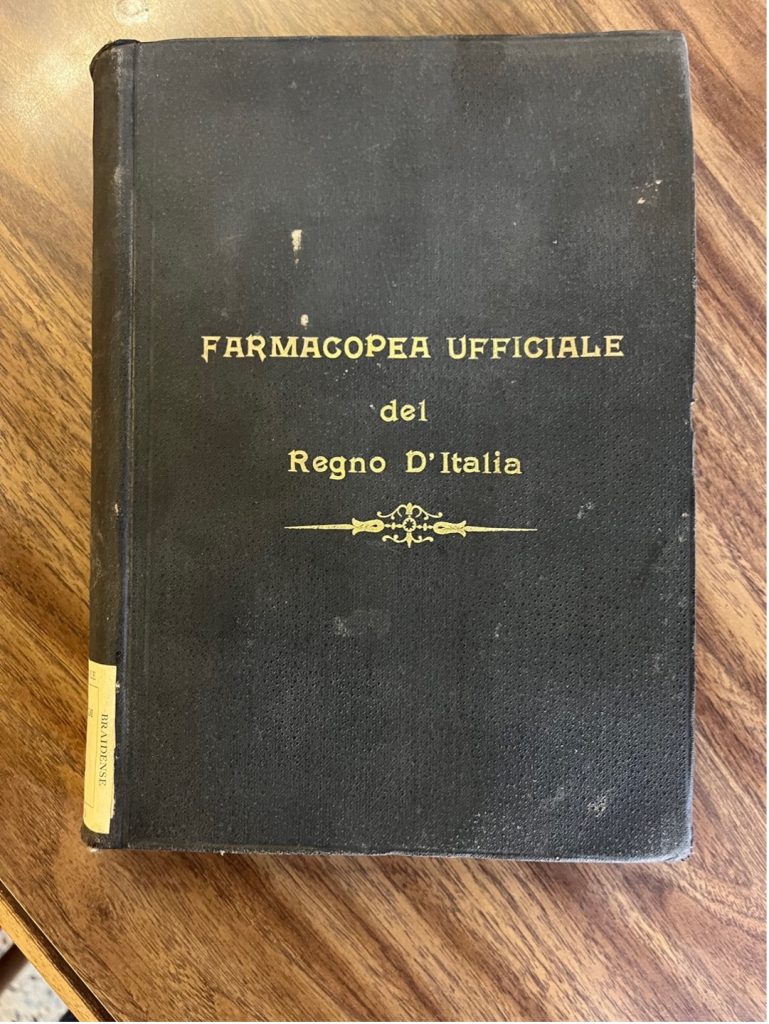 FARMACOPEA UFFICIALE
del
Regno D'Italia
BRAIDENSE